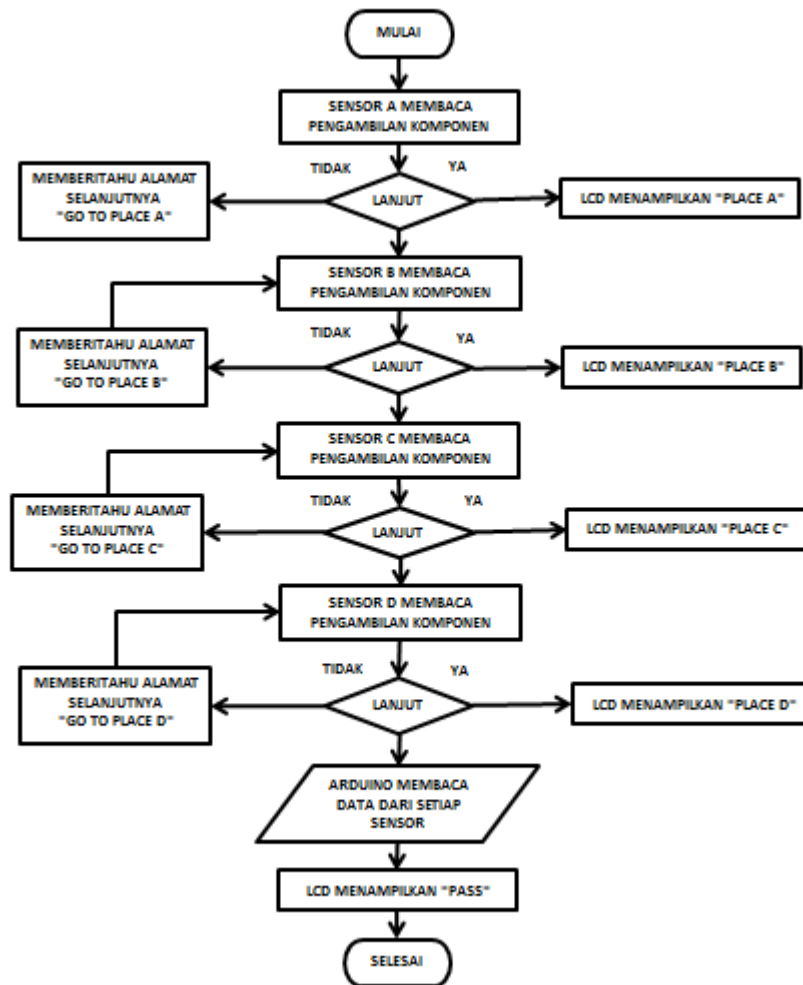 MULAI
SENSOR A MEMBACA
PENGAMBILAN KOMPONEN
TIDAK
YA
MEMBERITAHU ALAMAT
SELANJUTNYA
"GO TO PLACE A"
LANJUT
LCD MENAMPILKAN "PLACE A"
SENSOR B MEMBACA
PENGAMBILAN KOMPONEN
TIDAK
YA
MEMBERITAHU ALAMAT
SELANJUTNYA
"GO TO PLACE B"
LANJUT
LCD MENAMPILKAN "PLACE B"
SENSOR C MEMBACA
PENGAMBILAN KOMPONEN
TIDAK
YA
MEMBERITAHU ALAMAT
SELANJUTNYA
"GO TO PLACE C"
LANJUT
LCD MENAMPILKAN "PLACE C"
SENSOR D MEMBACA
PENGAMBILAN KOMPONEN
TIDAK
YA
MEMBERITAHU ALAMAT
SELANJUTNYA
"GO TO PLACE D"
LANJUT
LCD MENAMPILKAN "PLACE D"
ARDUINO MEMBACA
DATA DARI SETIAP
SENSOR
LCD MENAMPILKAN "PASS"
SELESAI